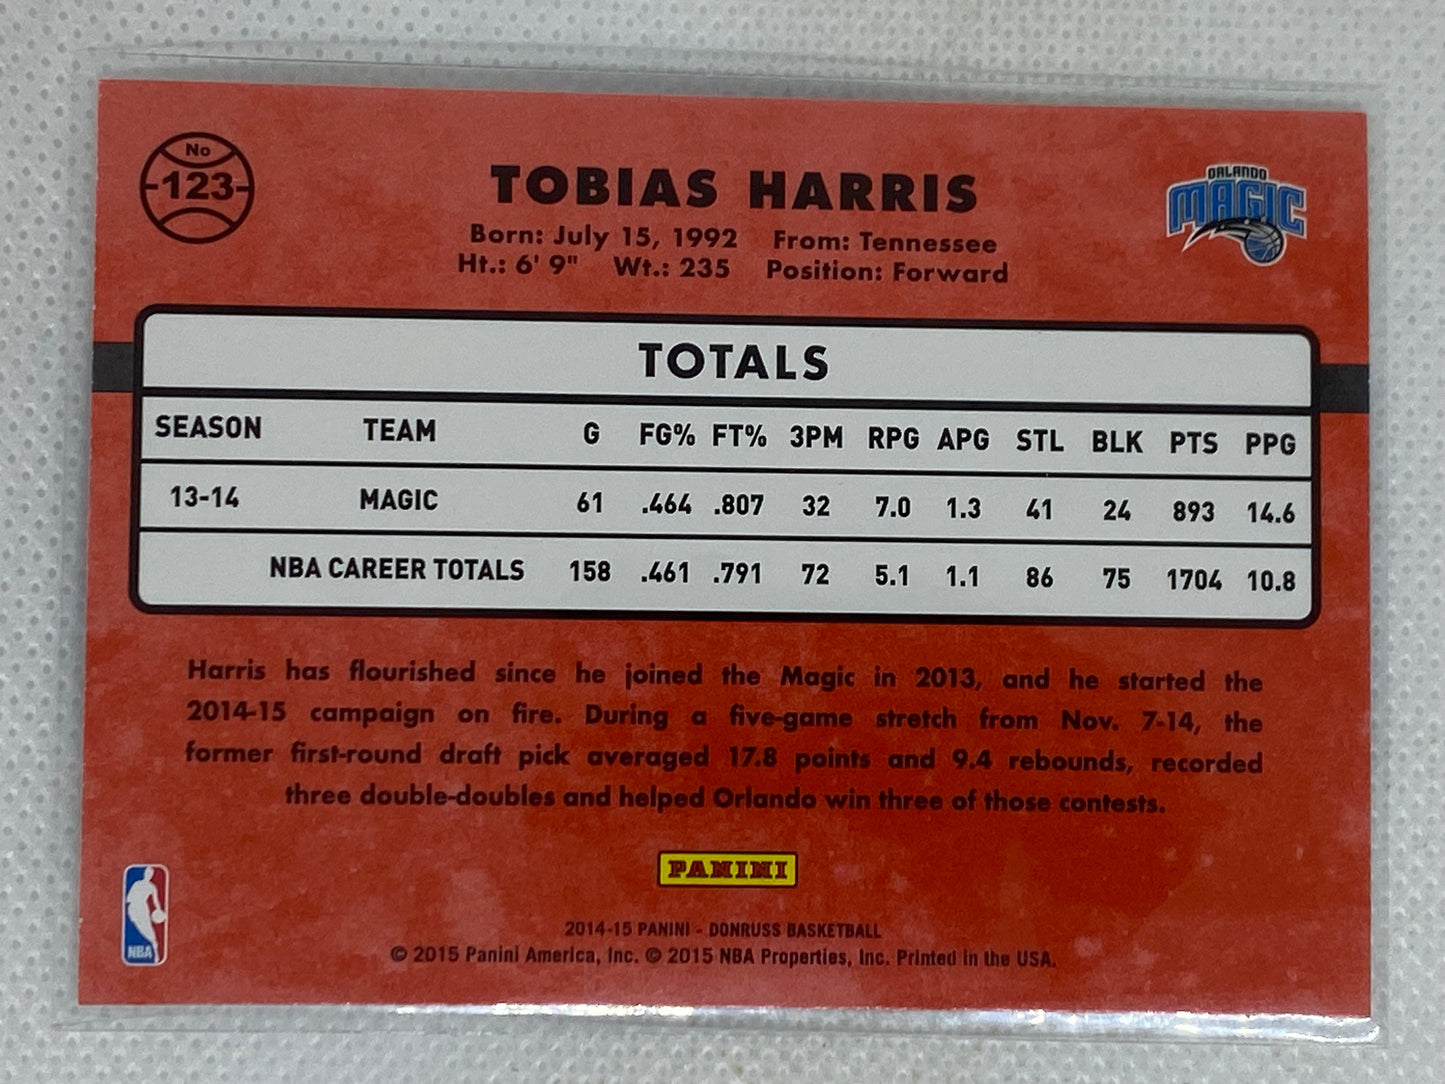 No
123
TOBIAS HARRIS
ORLANDO
MAGIC
Born: July 15, 1992 From: Tennessee
Ht.: 6' 9" Wt.: 235 Position: Forward
TOTALS
SEASON TEAM G FG% FT% 3PM RPG APG STL BLK PTS PPG
13-14 MAGIC 61 .464 .807 32 7.0 1.3 41 24 893 14.6
NBA CAREER TOTALS 158 .461 .791 72 5.1 1.1 86 75 1704 10.8
Harris has flourished since he joined the Magic in 2013, and he started the
2014-15 campaign on fire. During a five-game stretch from Nov. 7-14, the
former first-round draft pick averaged 17.8 points and 9.4 rebounds, recorded
three double-doubles and helped Orlando win three of those contests.
PANINI
NBA
2014-15 PANINI - DONRUSS BASKETBALL
© 2015 Panini America, Inc. © 2015 NBA Properties, Inc. Printed in the USA.